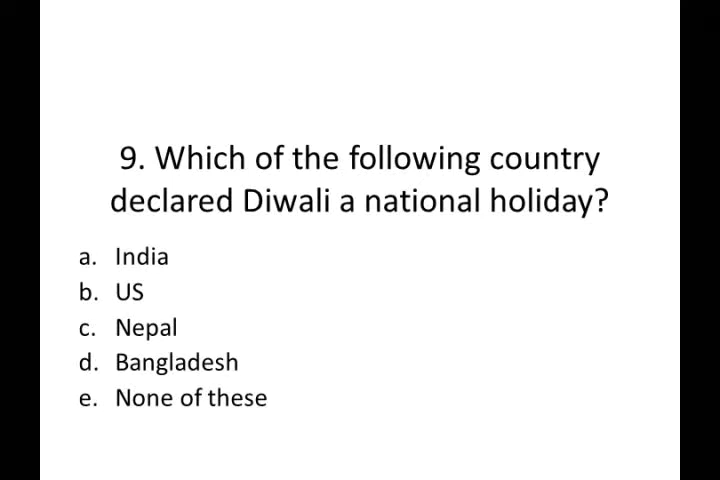 9. Which of the following country
declared Diwali a national holiday?
a. India
b. US
c. Nepal
d. Bangladesh
e. None of these